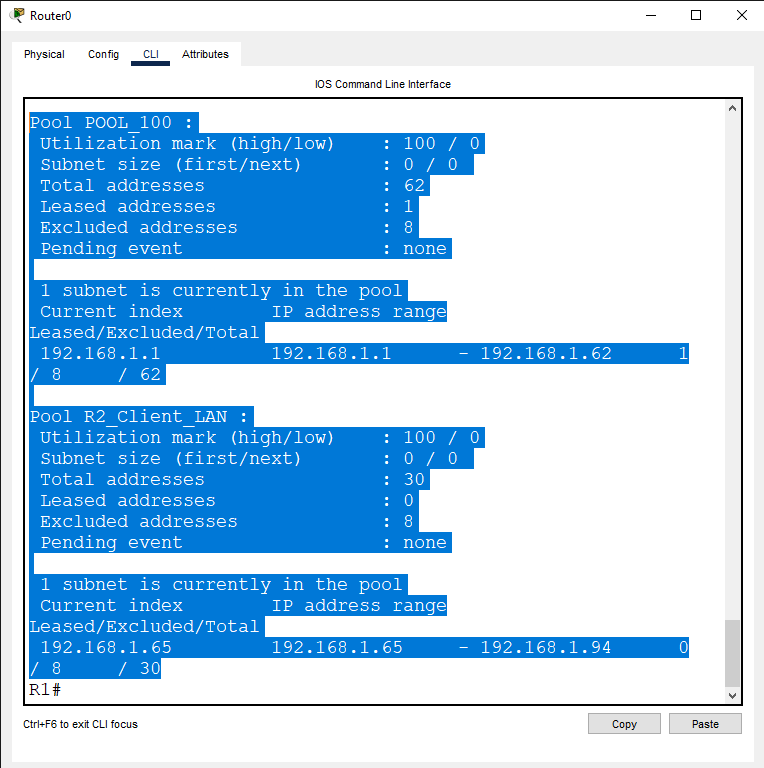 Router0
Physical Config CLI Attributes
IOS Command Line Interface
Pool POOL_100 :
Utilization mark (high/low) : 100 / 0
Subnet size (first/next) : 0 / 0
Total addresses : 62
Leased addresses : 1
Excluded addresses : 8
Pending event : none
1 subnet is currently in the pool
Current index IP address range
Leased/Excluded/Total
192.168.1.1 192.168.1.1 - 192.168.1.62 1
/ 8 / 62
Pool R2_Client_LAN :
Utilization mark (high/low) : 100 / 0
Subnet size (first/next) : 0 / 0
Total addresses : 30
Leased addresses : 0
Excluded addresses : 8
Pending event : none
1 subnet is currently in the pool
Current index IP address range
Leased/Excluded/Total
192.168.1.65 192.168.1.65 - 192.168.1.94 0
/ 8 / 30
R1#
Ctrl+F6 to exit CLI focus Copy Paste